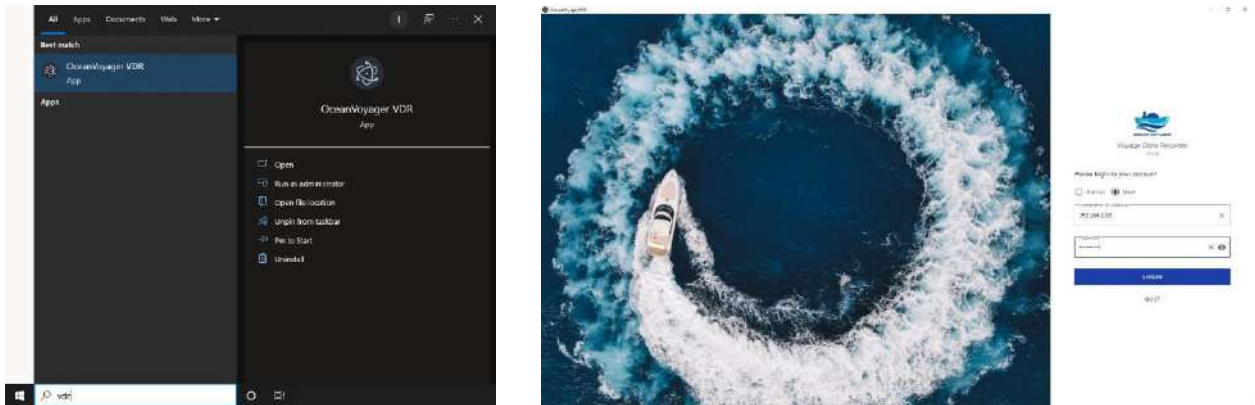 All Apps Documents Web More
Best match
OceanVoyager VDR
App
Apps
OceanVoyager VDR
App
Open
Run as administrator
Open file location
Unpin from taskbar
Pin to Start
Uninstall
vdr
Voyage Data Recorder
Please login to your account
LOGIN